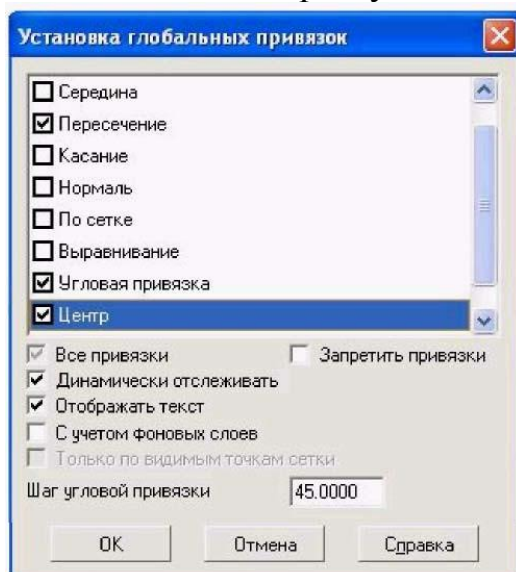 Установка глобальных привязок
Середина
Пересечение
Касание
Нормаль
По сетке
Выравнивание
Угловая привязка
Центр
Все привязки Запретить привязки
Динамически отслеживать
Отображать текст
С учетом фоновых слоев
Только по видимым точкам сетки
Шаг угловой привязки 45.0000
OK Отмена Справка